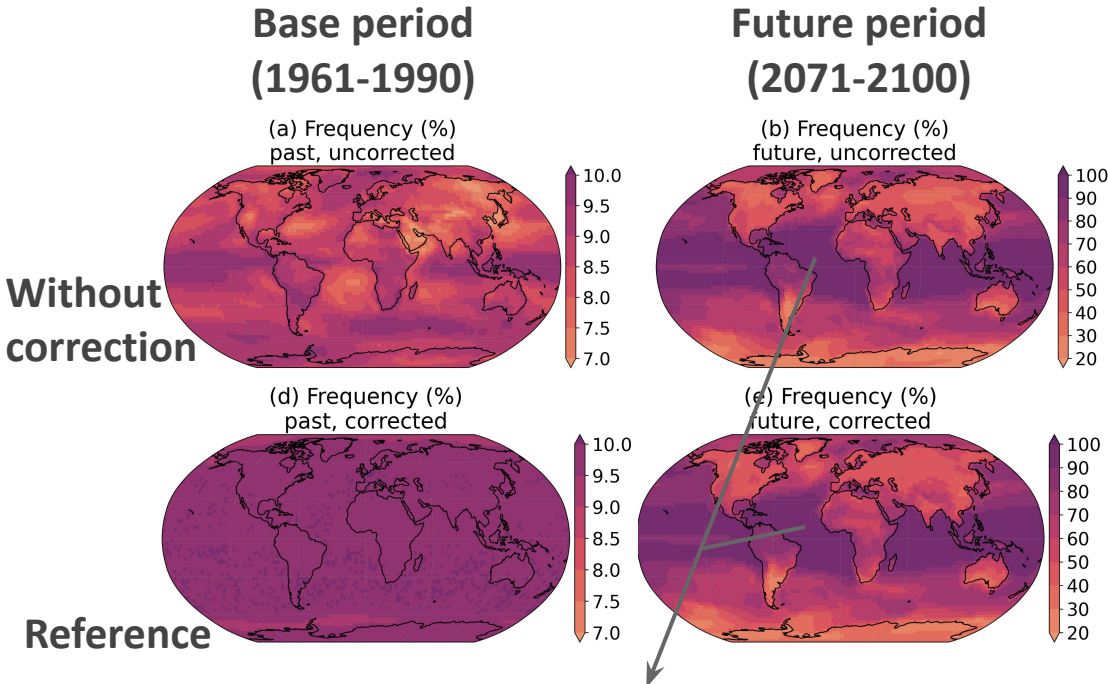 Base period
(1961-1990)
Future period
(2071-2100)
(a) Frequency (%)
past, uncorrected
10.0
9.5
9.0
8.5
8.0
7.5
7.0
(b) Frequency (%)
future, uncorrected
100
90
80
70
60
50
40
30
20
Without
correction
(d) Frequency (%)
past, corrected
10.0
9.5
9.0
8.5
8.0
7.5
7.0
(e) Frequency (%)
future, corrected
100
90
80
70
60
50
40
30
20
Reference